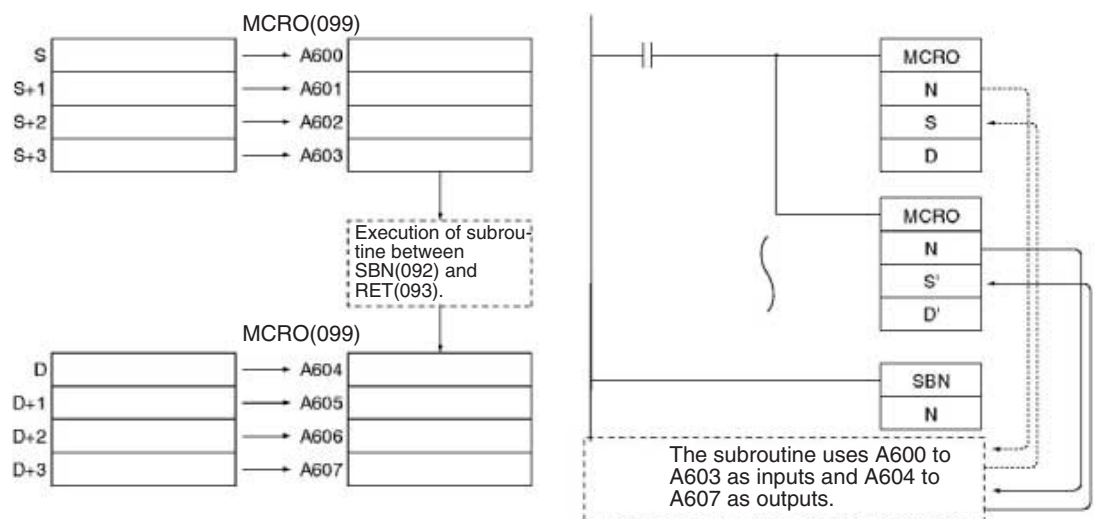 MCRO(099)
S A600
S+1 A601
S+2 A602
S+3 A603
Execution of subrou-
tine between
SBN(092) and
RET(093).
MCRO(099)
D A604
D+1 A605
D+2 A606
D+3 A607
MCRO
N
S
D
MCRO
N
S'
D'
SBN
N
The subroutine uses A600 to
A603 as inputs and A604 to
A607 as outputs.